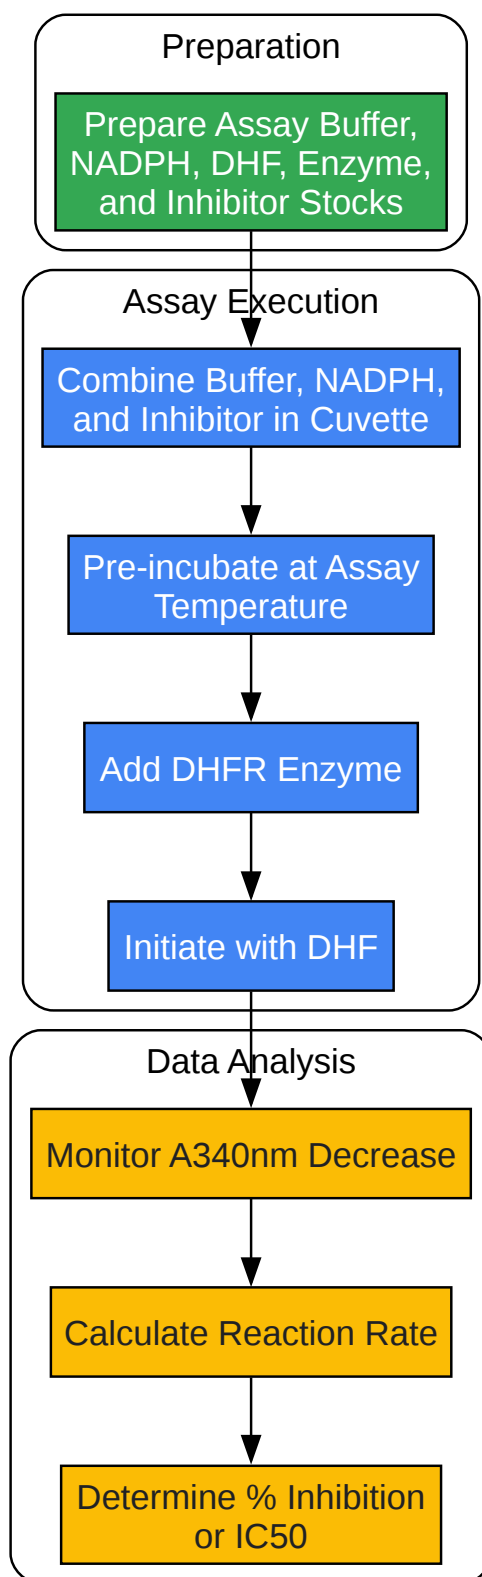 Preparation
Prepare Assay Buffer,
NADPH, DHF, Enzyme,
and Inhibitor Stocks
Assay Execution
Combine Buffer, NADPH,
and Inhibitor in Cuvette
Pre-incubate at Assay
Temperature
Add DHFR Enzyme
Initiate with DHF
Data Analysis
Monitor A340nm Decrease
Calculate Reaction Rate
Determine % Inhibition
or IC50